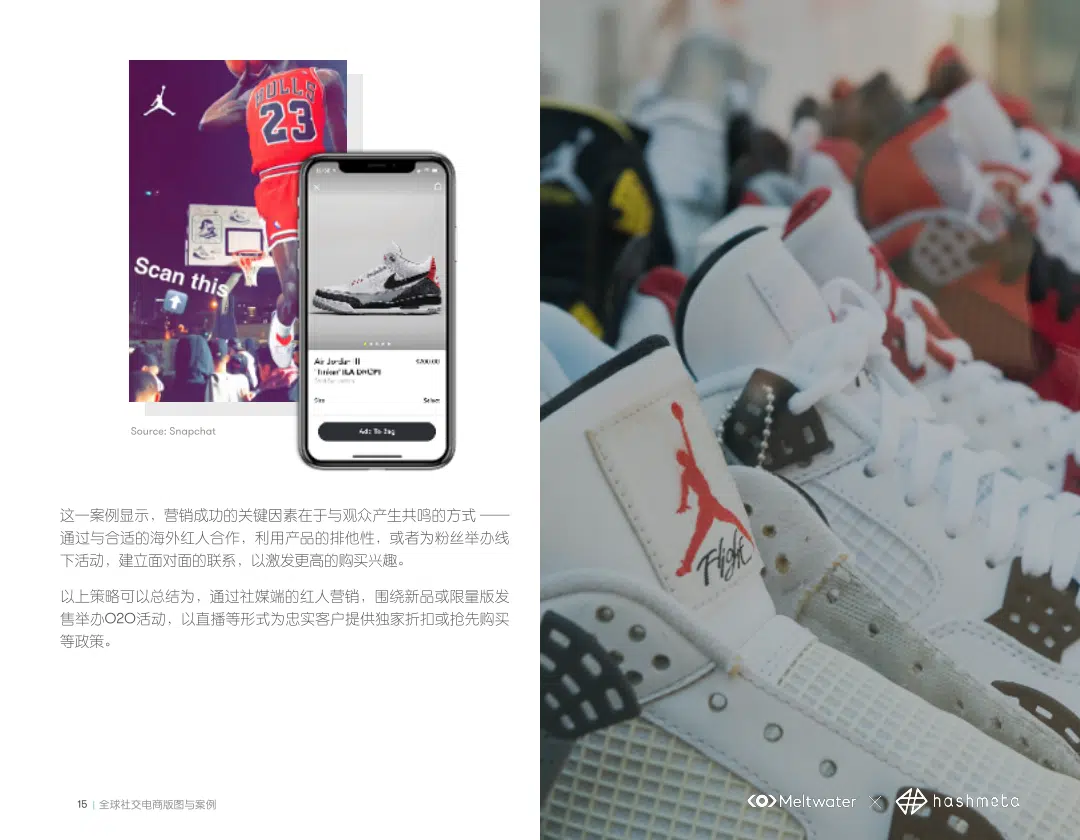 BULLS
23
Scan this
Air Jordan III
$200.00
Size
Select
Add To Bag
Source: Snapchat
这一案例显示，营销成功的关键因素在于与观众产生共鸣的方式 ——
通过与合适的海外红人合作，利用产品的排他性，或者为粉丝举办线
下活动，建立面对面的联系，以激发更高的购买兴趣。
以上策略可以总结为，通过社媒端的红人营销，围绕新品或限量版发
售举办O2O活动，以直播等形式为忠实客户提供独家折扣或抢先购买
等政策。
Flight
15 | 全球社交电商版图与案例
Meltwater × hashmeta